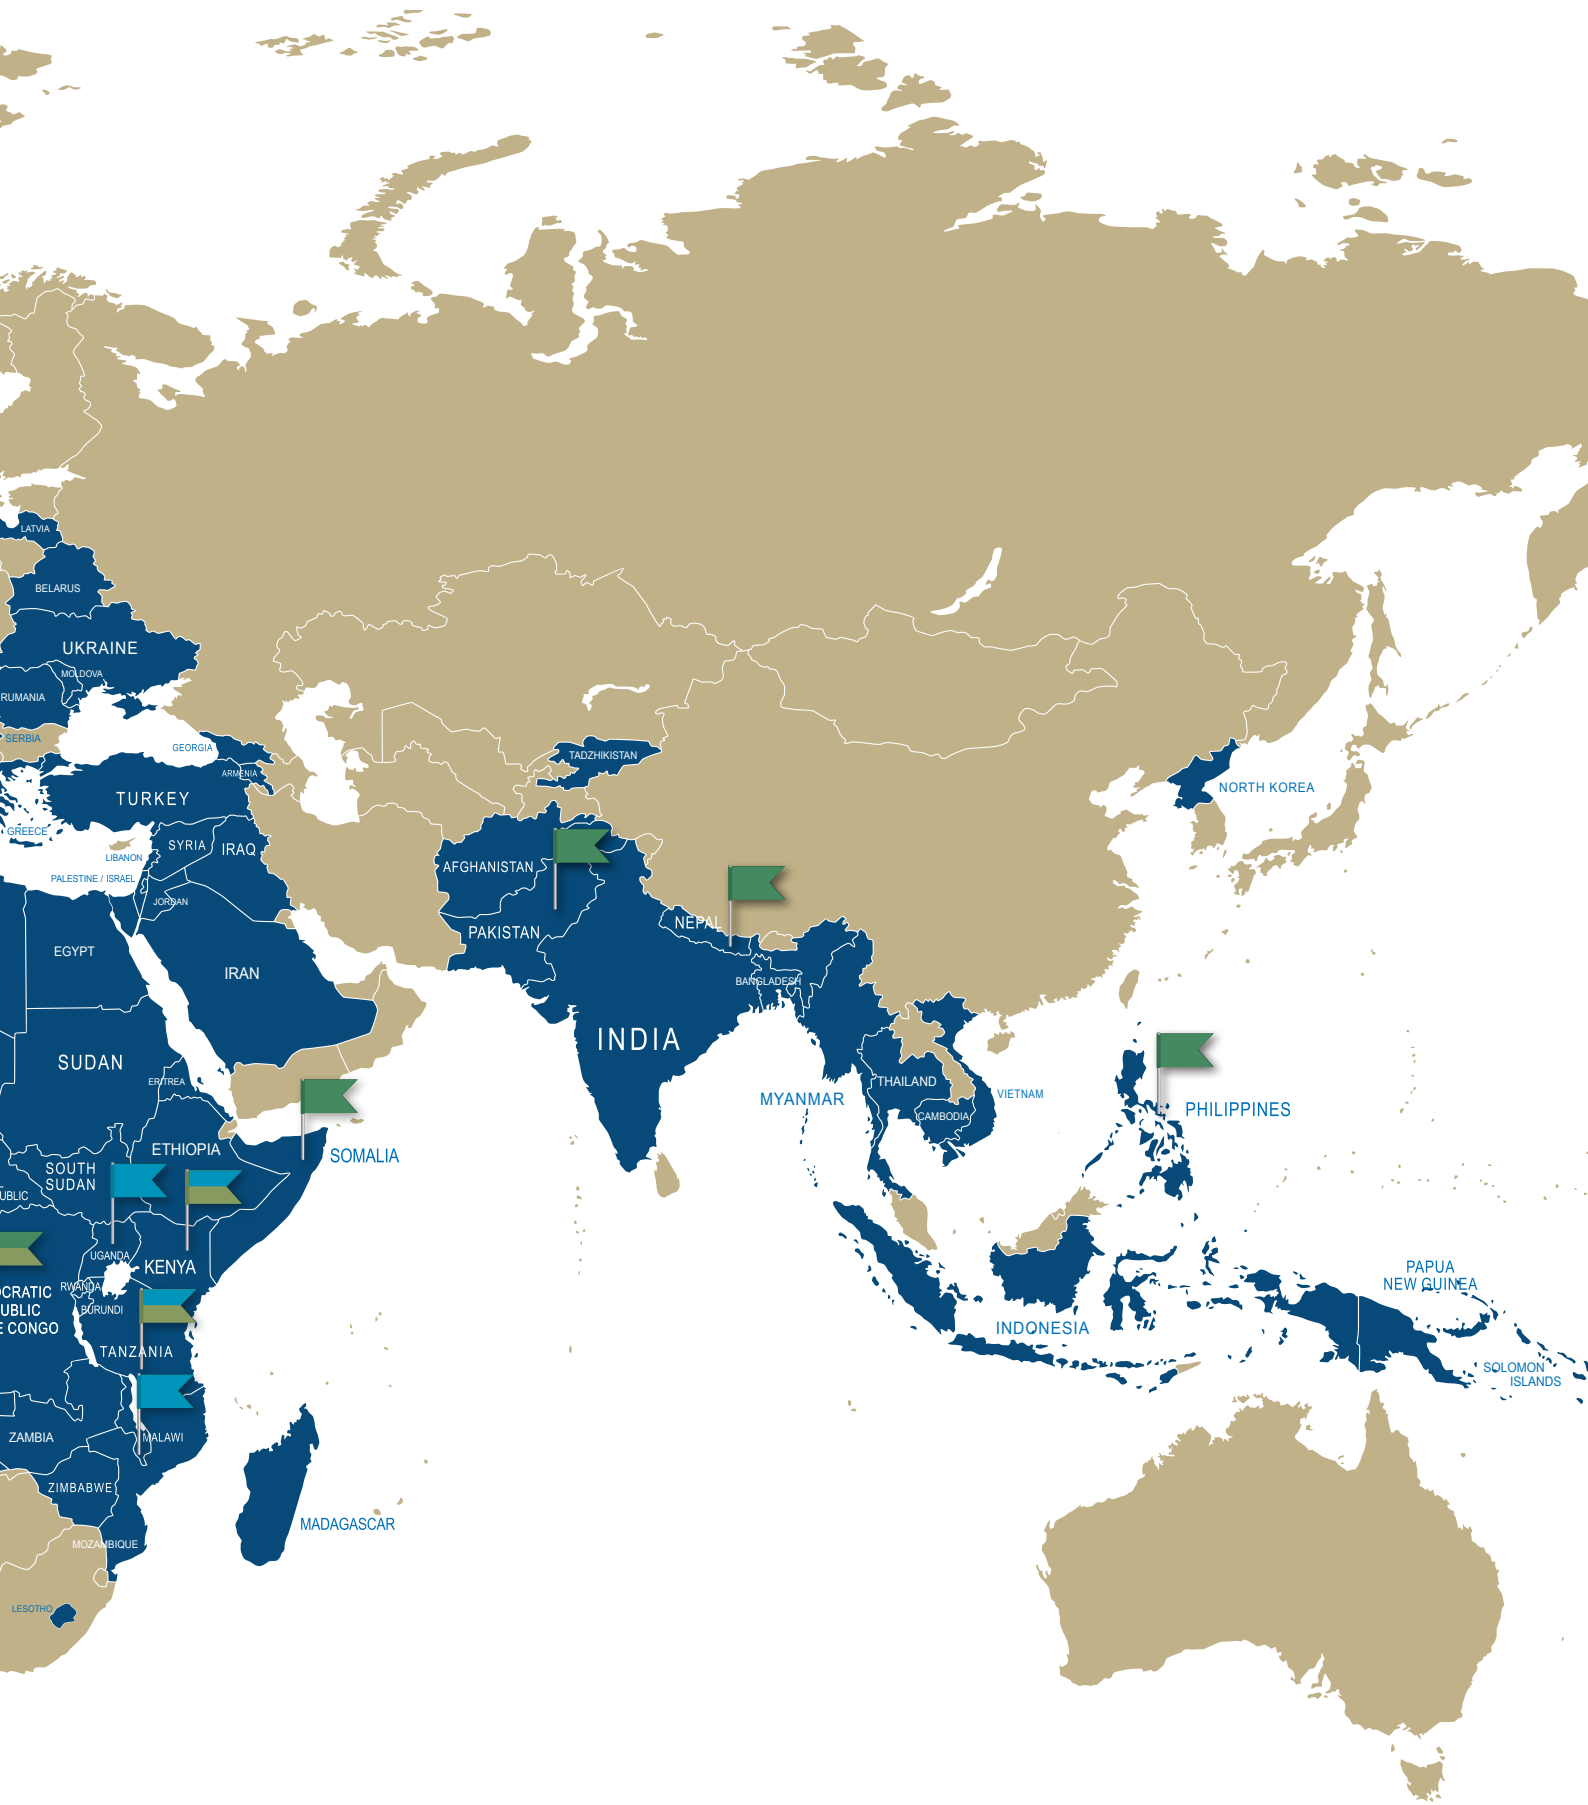 LATVIA
BELARUS
UKRAINE
MOLDOVA
RUMANIA
SERBIA
GEORGIA
ARMENIA
TADZHIKISTAN
NORTH KOREA
TURKEY
GREECE
SYRIA
IRAQ
LIBANON
PALESTINE / ISRAEL
JORDAN
AFGHANISTAN
PAKISTAN
NEPAL
EGYPT
IRAN
BANGLADESH
INDIA
SUDAN
ERITREA
THAILAND
MYANMAR
VIETNAM
CAMBODIA
PHILIPPINES
ETHIOPIA
SOMALIA
SOUTH
SUDAN
UBLIC
UGANDA
KENYA
RWANDA
BURUNDI
OCRATIC
UBLIC
E CONGO
TANZANIA
PAPUA
NEW GUINEA
INDONESIA
SOLOMON
ISLANDS
ZAMBIA
MALAWI
ZIMBABWE
MADAGASCAR
MOZAMBIQUE
LESOTHO